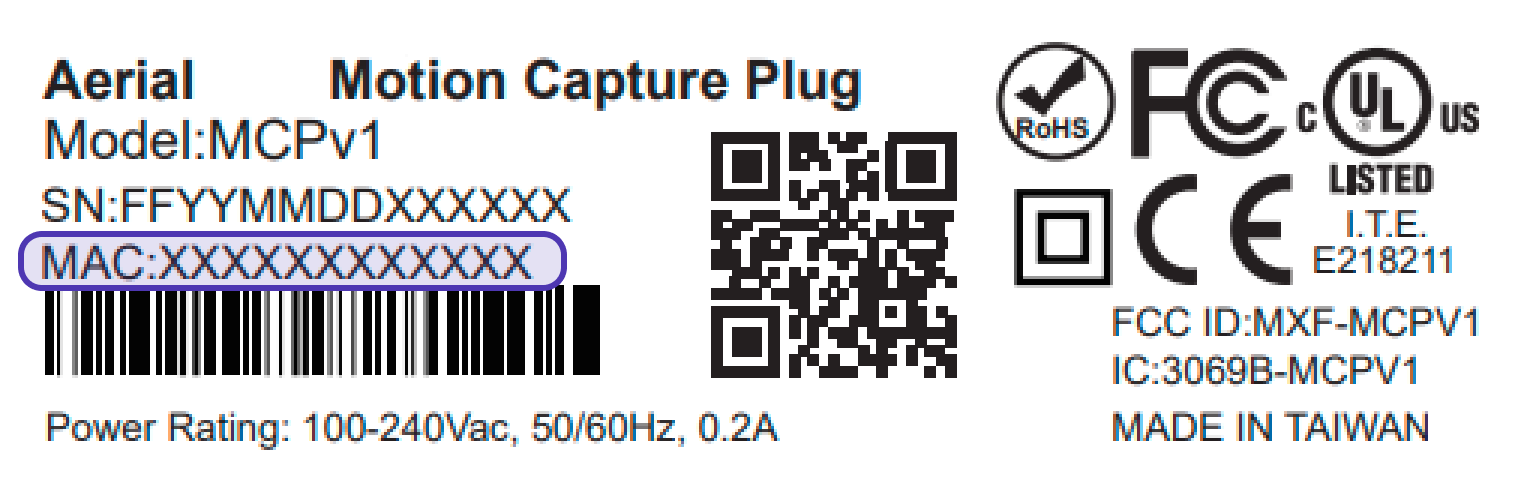 Aerial Motion Capture Plug
Model:MCPv1
SN:FFYYMMDDXXXXXX
MAC:XXXXXXXXXXXX
Power Rating: 100-240Vac, 50/60Hz, 0.2A
RoHS
FC
c UL US
®
LISTED
I.T.E.
E218211
CE
FCC ID:MXF-MCPV1
IC:3069B-MCPV1
MADE IN TAIWAN